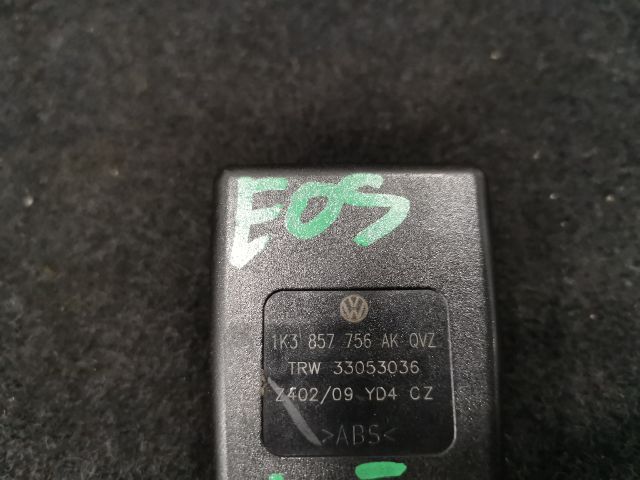 EOS
VW
1K3 857 756 AK QVZ
TRW 33053036
Z402/09 YD4 CZ
>ABS<